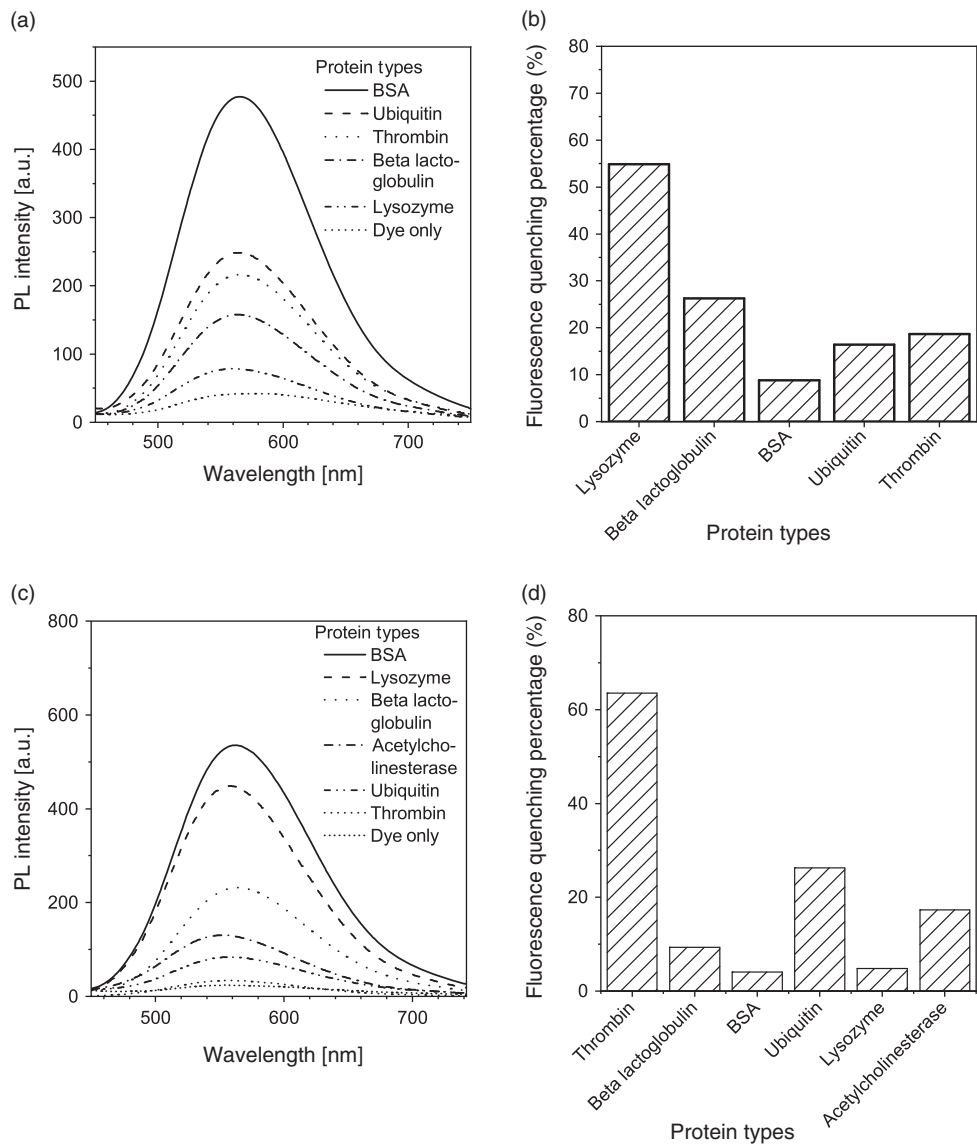 (a)
PL intensity [a.u.]
500
400
300
200
100
0
500
600
700
Wavelength [nm]
Protein types
BSA
Ubiquitin
Thrombin
Beta lacto-
globulin
Lysozyme
Dye only
(b)
Fluorescence quenching percentage (%)
80
70
60
50
40
30
20
10
0
Lysozyme
Beta lactoglobulin
BSA
Ubiquitin
Thrombin
Protein types
(c)
PL intensity [a.u.]
800
600
400
200
0
500
600
700
Wavelength [nm]
Protein types
BSA
Lysozyme
Beta lacto-
globulin
Acetylcho-
linesterase
Ubiquitin
Thrombin
Dye only
(d)
Fluorescence quenching percentage (%)
80
60
40
20
0
Thrombin
Beta lactoglobulin
BSA
Ubiquitin
Lysozyme
Acetylcholinesterase
Protein types